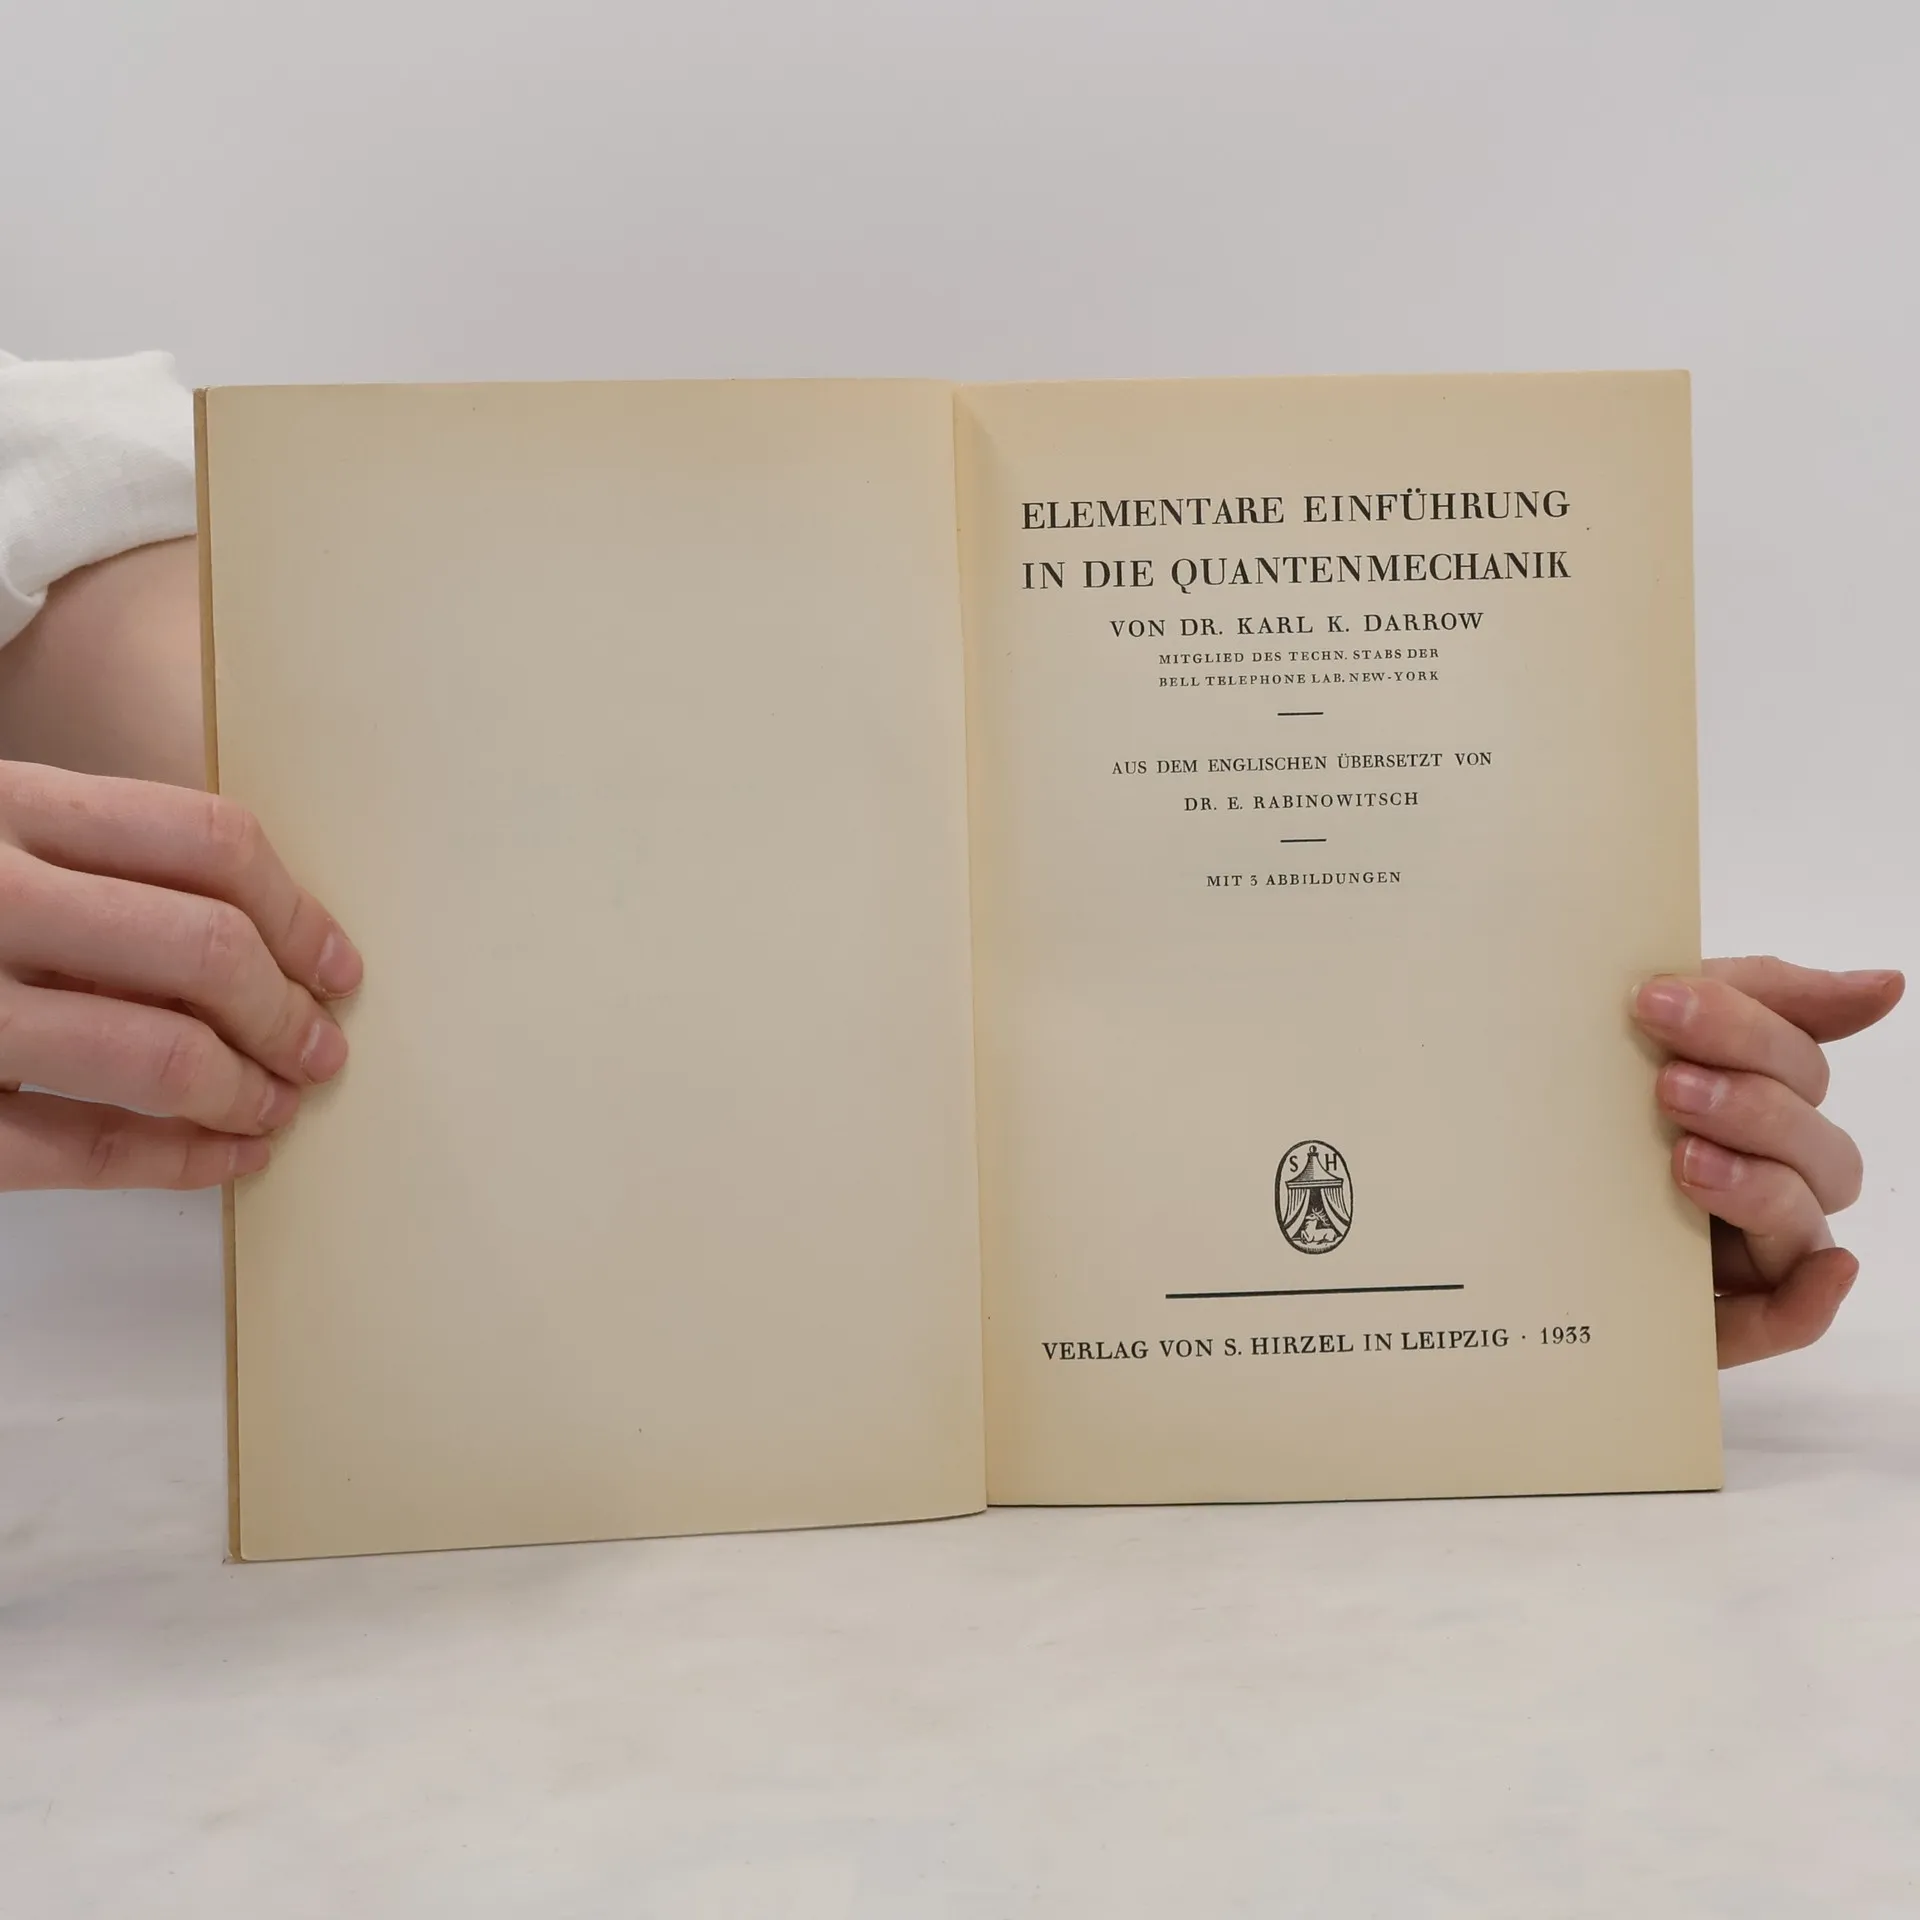 ELEMENTARE EINFÜHRUNG
IN DIE QUANTENMECHANIK
VON DR. KARL K. DARROW
MITGLIED DES TECHN. STABS DER
BELL TELEPHONE LAB. NEW-YORK
AUS DEM ENGLISCHEN ÜBERSETZT VON
DR. E. RABINOWITSCH
MIT 3 ABBILDUNGEN
S H
VERLAG VON S. HIRZEL IN LEIPZIG · 1933